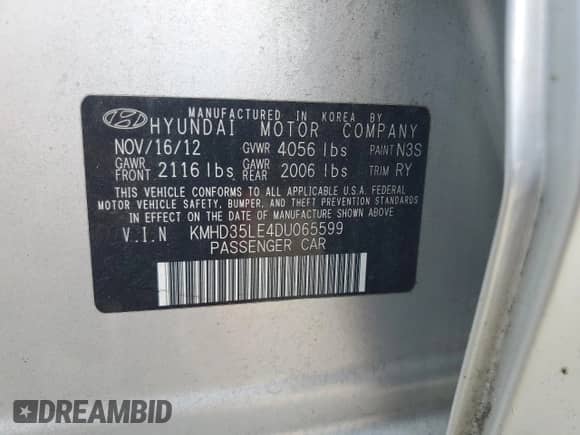 MANUFACTURED IN KOREA BY
HYUNDAI MOTOR COMPANY
NOV/16/12 GVWR 4056 lbs PAINT N3S
GAWR FRONT 2116 lbs GAWR REAR 2006 lbs TRIM RY
THIS VEHICLE CONFORMS TO ALL APPLICABLE U.S.A. FEDERAL
MOTOR VEHICLE SAFETY, BUMPER, AND THEFT PREVENTION STANDARDS
IN EFFECT ON THE DATE OF MANUFACTURE SHOWN ABOVE.
V.I.N KMHD35LE4DU065599
PASSENGER CAR
DREAMBID